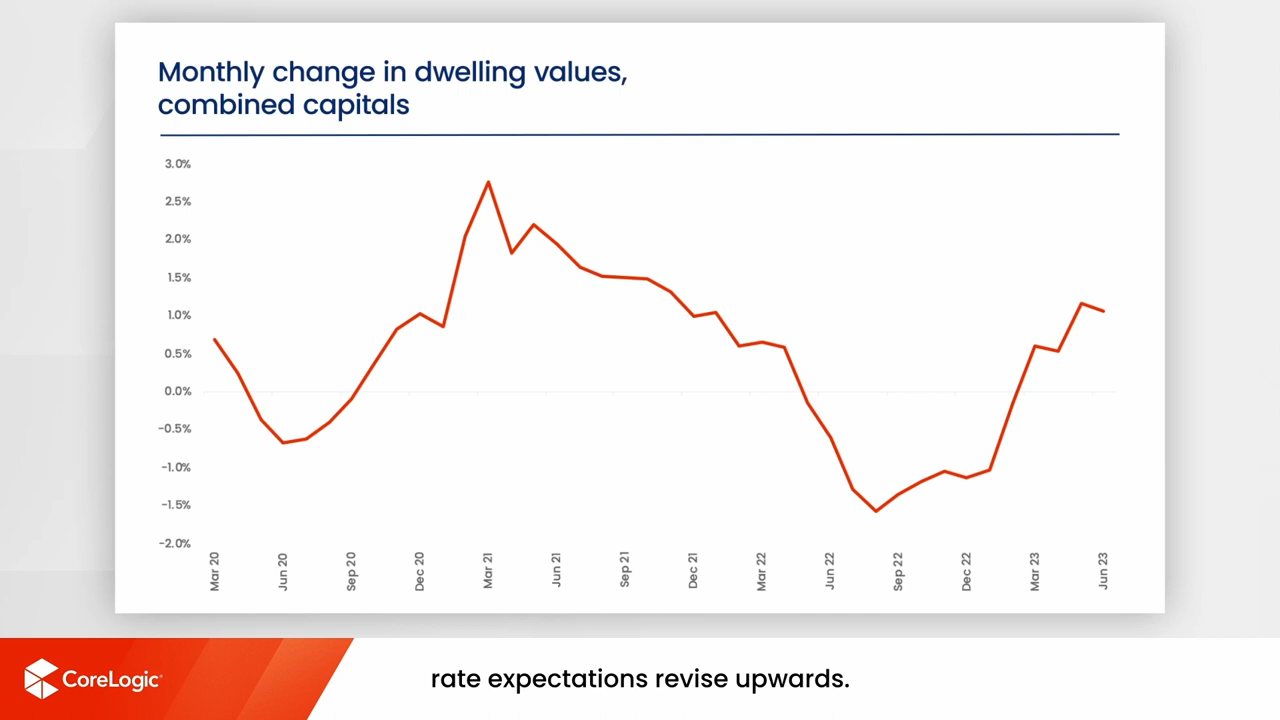 Monthly change in dwelling values,
combined capitals
3.0%
2.5%
2.0%
1.5%
1.0%
0.5%
0.0%
-0.5%
-1.0%
-1.5%
-2.0%
Mar 20
Jun 20
Sep 20
Dec 20
Mar 21
Jun 21
Sep 21
Dec 21
Mar 22
Jun 22
Sep 22
Dec 22
Mar 23
Jun 23
CoreLogic
rate expectations revise upwards.